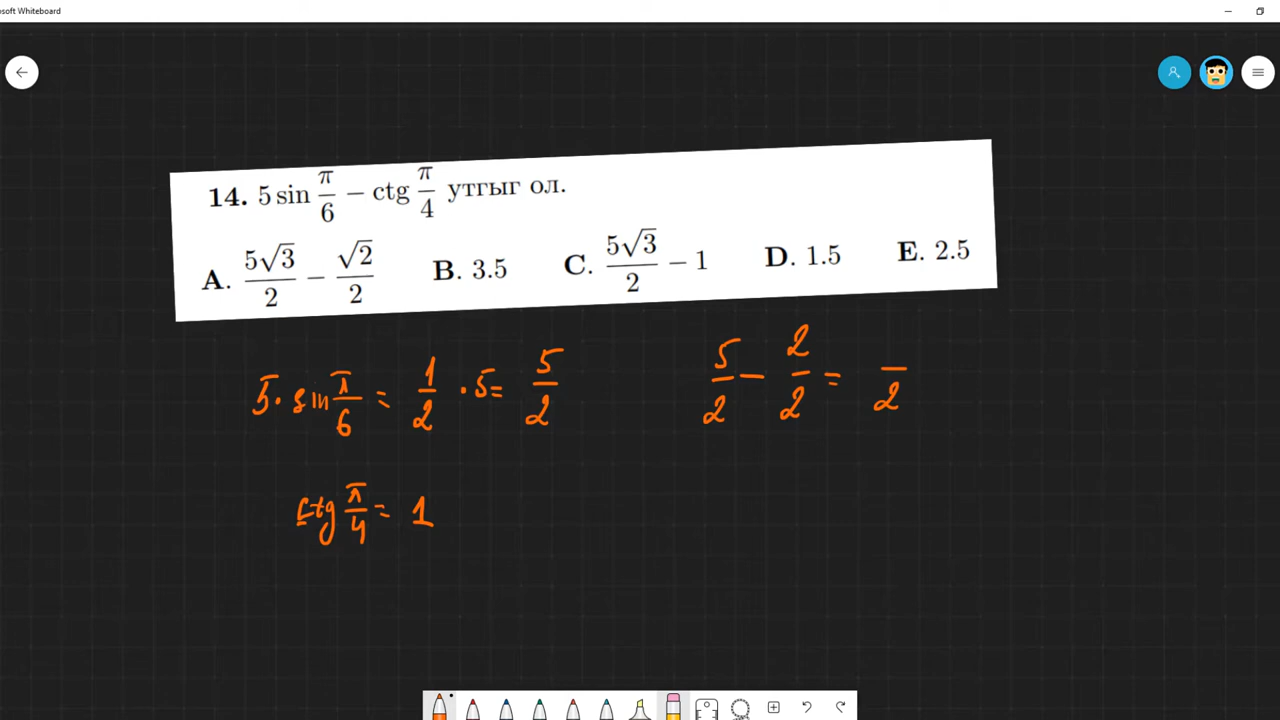 osoft Whiteboard
14. 5 sin π/6 − ctg π/4 утгыг ол.
A. 5√3/2 − √2/2 B. 3.5 C. 5√3/2 − 1 D. 1.5 E. 2.5
5 · sin π/6 = 1/2 · 5 = 5/2
5/2 − 2/2 = /2
ctg π/4 = 1